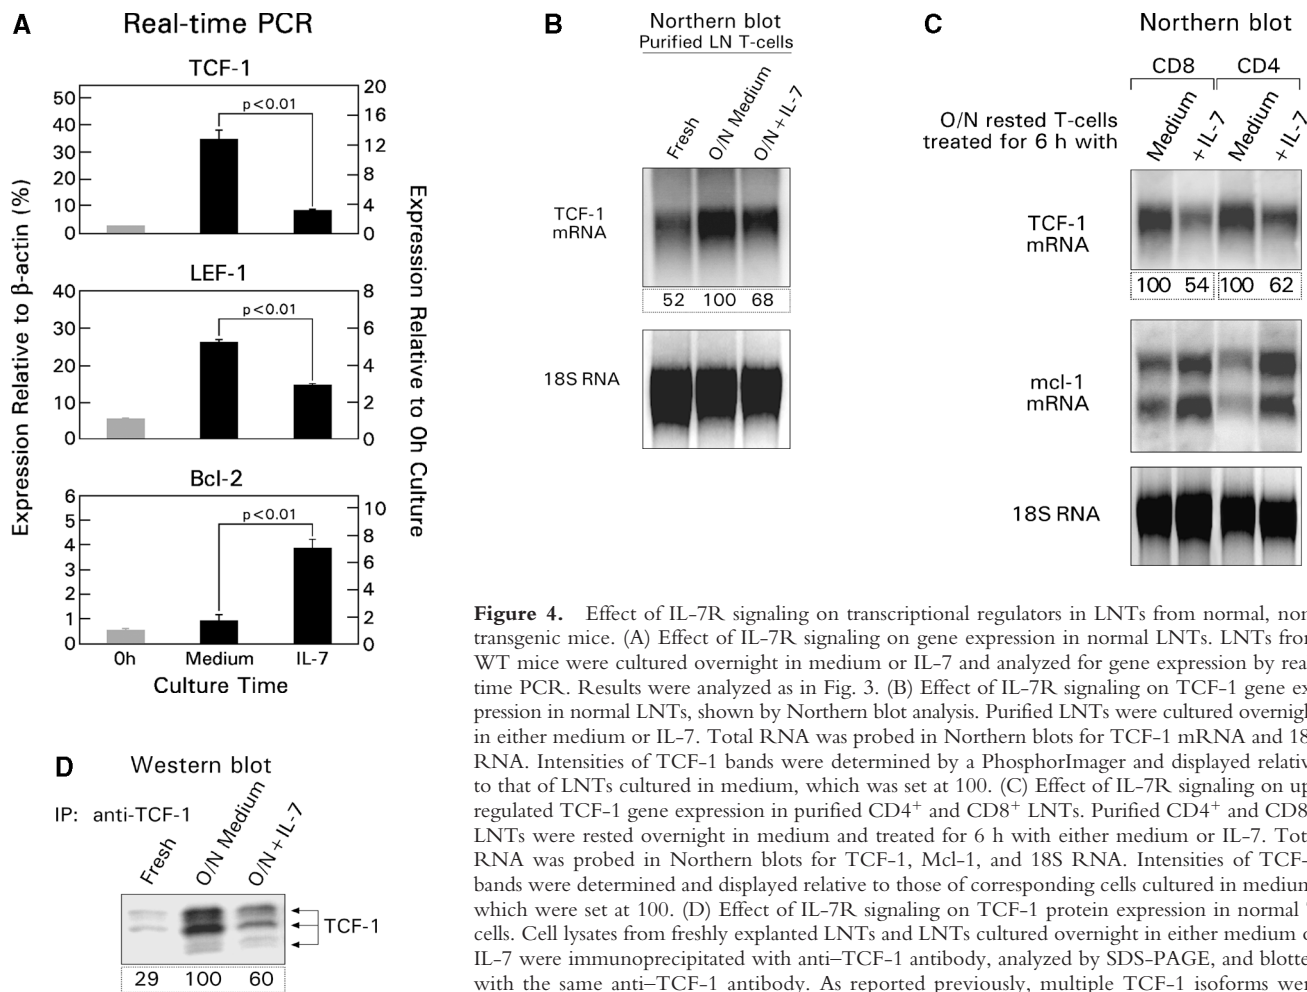 A
Real-time PCR
TCF-1
50
40
30
20
10
0
20
16
12
8
4
0
p<0.01
LEF-1
40
30
20
10
0
8
6
4
2
0
p<0.01
Bcl-2
6
5
4
3
2
1
0
10
8
6
4
2
0
p<0.01
Expression Relative to β-actin (%)
Expression Relative to 0h Culture
0h Medium IL-7
Culture Time
B
Northern blot
Purified LN T-cells
Fresh
O/N Medium
O/N + IL-7
TCF-1
mRNA
52 100 68
18S RNA
C
Northern blot
CD8 CD4
O/N rested T-cells
treated for 6 h with
Medium
+ IL-7
Medium
+ IL-7
TCF-1
mRNA
100 54 100 62
mcl-1
mRNA
18S RNA
D
Western blot
IP: anti-TCF-1
Fresh
O/N Medium
O/N + IL-7
TCF-1
29 100 60
Figure 4. Effect of IL-7R signaling on transcriptional regulators in LNTs from normal, non
transgenic mice. (A) Effect of IL-7R signaling on gene expression in normal LNTs. LNTs from
WT mice were cultured overnight in medium or IL-7 and analyzed for gene expression by rea
time PCR. Results were analyzed as in Fig. 3. (B) Effect of IL-7R signaling on TCF-1 gene ex
pression in normal LNTs, shown by Northern blot analysis. Purified LNTs were cultured overnigh
in either medium or IL-7. Total RNA was probed in Northern blots for TCF-1 mRNA and 18
RNA. Intensities of TCF-1 bands were determined by a PhosphorImager and displayed relativ
to that of LNTs cultured in medium, which was set at 100. (C) Effect of IL-7R signaling on up
regulated TCF-1 gene expression in purified CD4+ and CD8+ LNTs. Purified CD4+ and CD8
LNTs were rested overnight in medium and treated for 6 h with either medium or IL-7. Tot
RNA was probed in Northern blots for TCF-1, Mcl-1, and 18S RNA. Intensities of TCF-
bands were determined and displayed relative to those of corresponding cells cultured in medium
which were set at 100. (D) Effect of IL-7R signaling on TCF-1 protein expression in normal T
cells. Cell lysates from freshly explanted LNTs and LNTs cultured overnight in either medium o
IL-7 were immunoprecipitated with anti–TCF-1 antibody, analyzed by SDS-PAGE, and blotte
with the same anti–TCF-1 antibody. As reported previously, multiple TCF-1 isoforms wer